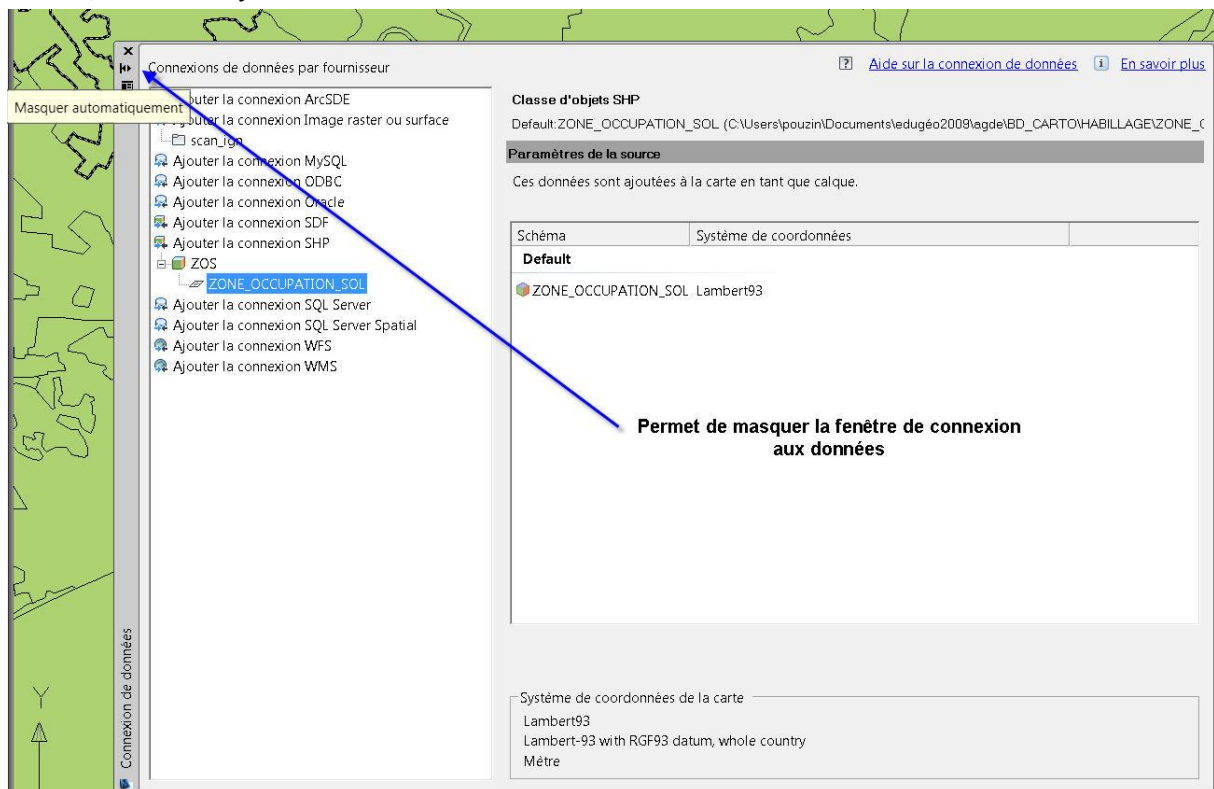 Connexions de données par fournisseur
Aide sur la connexion de données
En savoir plus
Masquer automatiquement
outer la connexion ArcSDE
Ajouter la connexion Image raster ou surface
scan_ign
Ajouter la connexion MySQL
Ajouter la connexion ODBC
Ajouter la connexion Oracle
Ajouter la connexion SDF
Ajouter la connexion SHP
ZOS
ZONE_OCCUPATION_SOL
Ajouter la connexion SQL Server
Ajouter la connexion SQL Server Spatial
Ajouter la connexion WFS
Ajouter la connexion WMS
Classe d'objets SHP
Default:ZONE_OCCUPATION_SOL (C:\Users\pouzin\Documents\edugéo2009\agde\BD_CARTO\HABILLAGE\ZONE_
Paramètres de la source
Ces données sont ajoutées à la carte en tant que calque.
Schéma Système de coordonnées
Default
ZONE_OCCUPATION_SOL Lambert93
Permet de masquer la fenêtre de connexion
aux données
Système de coordonnées de la carte
Lambert93
Lambert-93 with RGF93 datum, whole country
Mètre
Connexion de données
Y